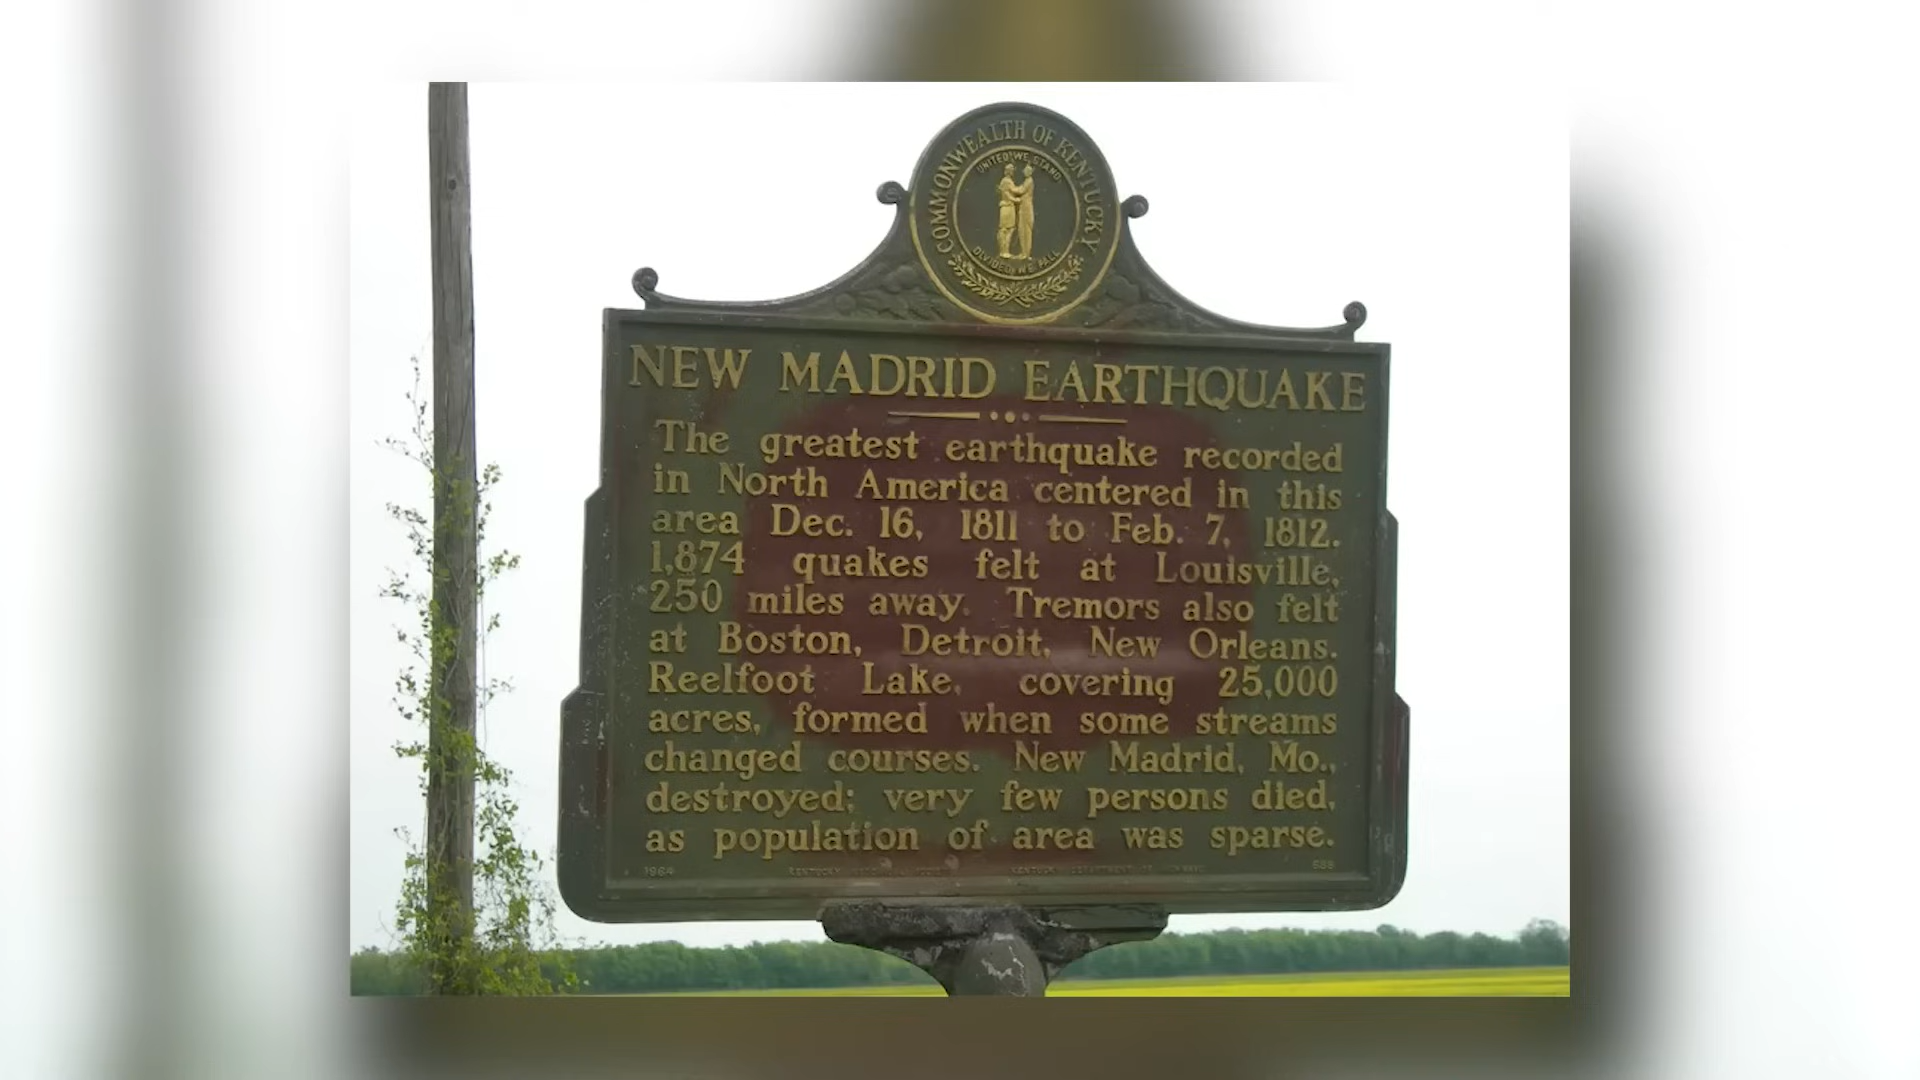 COMMONWEALTH OF KENTUCKY
UNITED WE STAND
DIVIDED WE FALL
NEW MADRID EARTHQUAKE
The greatest earthquake recorded
in North America centered in this
area Dec. 16, 1811 to Feb. 7, 1812.
1,874 quakes felt at Louisville,
250 miles away. Tremors also felt
at Boston, Detroit, New Orleans.
Reelfoot Lake, covering 25,000
acres, formed when some streams
changed courses. New Madrid, Mo.,
destroyed; very few persons died,
as population of area was sparse.
1964 KENTUCKY KENTUCKY DEPARTMENT